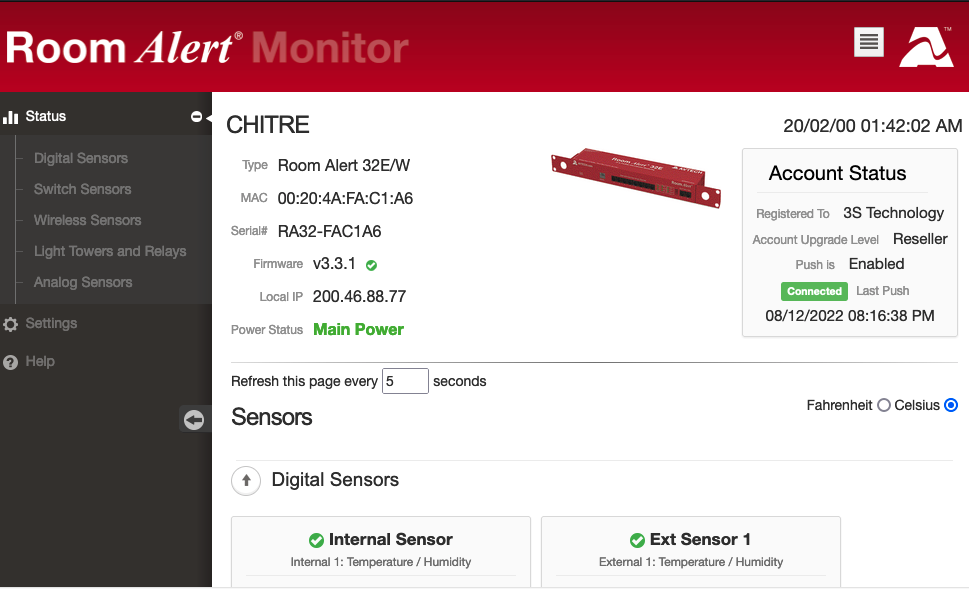 Room Alert® Monitor
™
Status
Digital Sensors
Switch Sensors
Wireless Sensors
Light Towers and Relays
Analog Sensors
Settings
Help
CHITRE
20/02/00 01:42:02 AM
Type Room Alert 32E/W
MAC 00:20:4A:FA:C1:A6
Serial# RA32-FAC1A6
Firmware v3.3.1
Local IP 200.46.88.77
Power Status Main Power
Room Alert 32E
AVTECH
Account Status
Registered To 3S Technology
Account Upgrade Level Reseller
Push is Enabled
Connected Last Push
08/12/2022 08:16:38 PM
Refresh this page every 5 seconds
Fahrenheit Celsius
Sensors
Digital Sensors
Internal Sensor
Internal 1: Temperature / Humidity
Ext Sensor 1
External 1: Temperature / Humidity